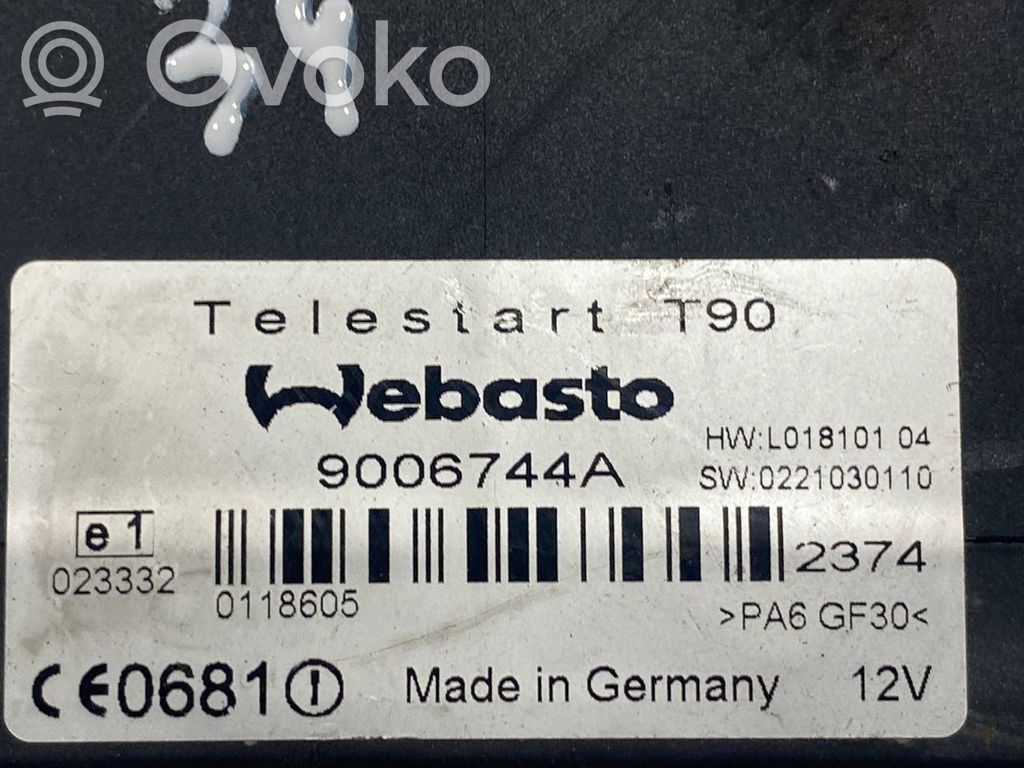 Ovoko
Telestart T90
Webasto
HW:L018101 04
9006744A
SW:0221030110
e1
023332
2374
0118605
>PA6 GF30<
CE0681
Made in Germany 12V